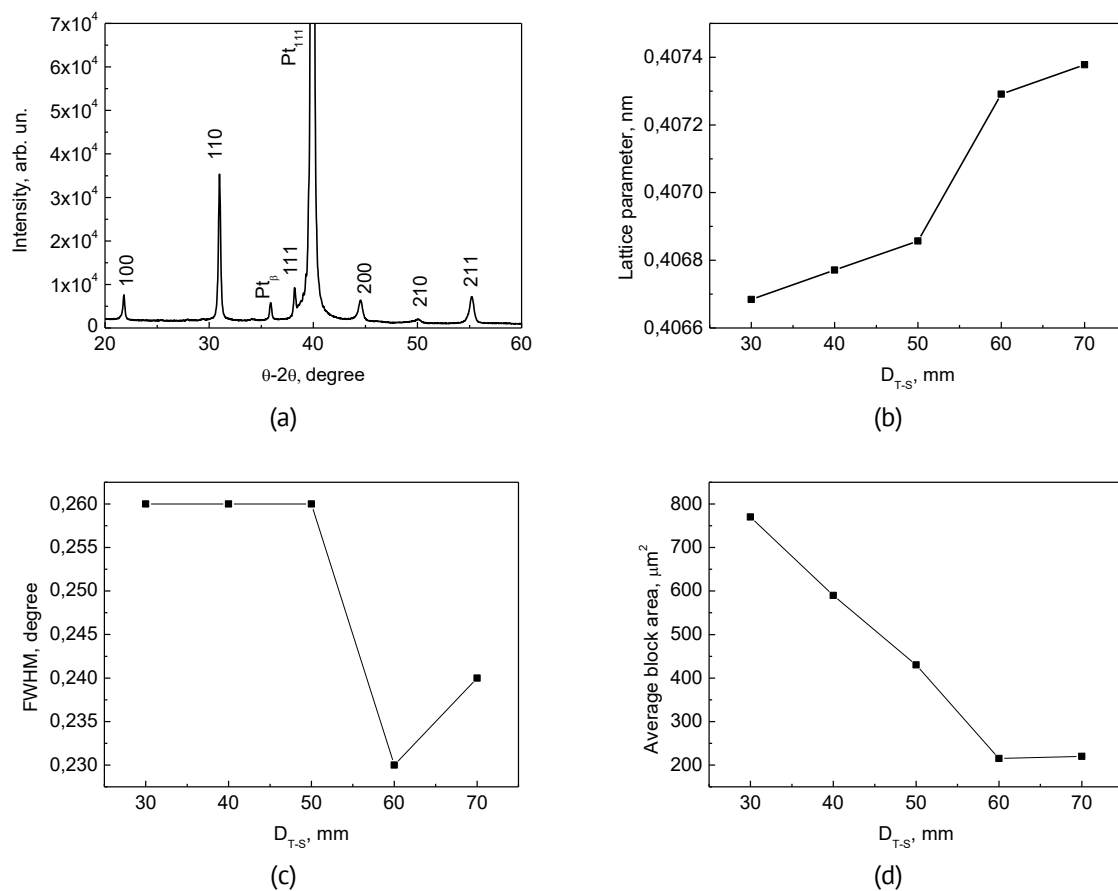 7x10⁴
6x10⁴
5x10⁴
4x10⁴
3x10⁴
2x10⁴
1x10⁴
0
Intensity, arb. un.
100
110
Ptᵦ
111
Pt₁₁₁
200
210
211
20 30 40 50 60
θ-2θ, degree
(a)
0,4074
0,4072
0,4070
0,4068
0,4066
Lattice parameter, nm
30 40 50 60 70
D_T-S, mm
(b)
0,260
0,255
0,250
0,245
0,240
0,235
0,230
FWHM, degree
30 40 50 60 70
D_T-S, mm
(c)
800
700
600
500
400
300
200
Average block area, μm²
30 40 50 60 70
D_T-S, mm
(d)